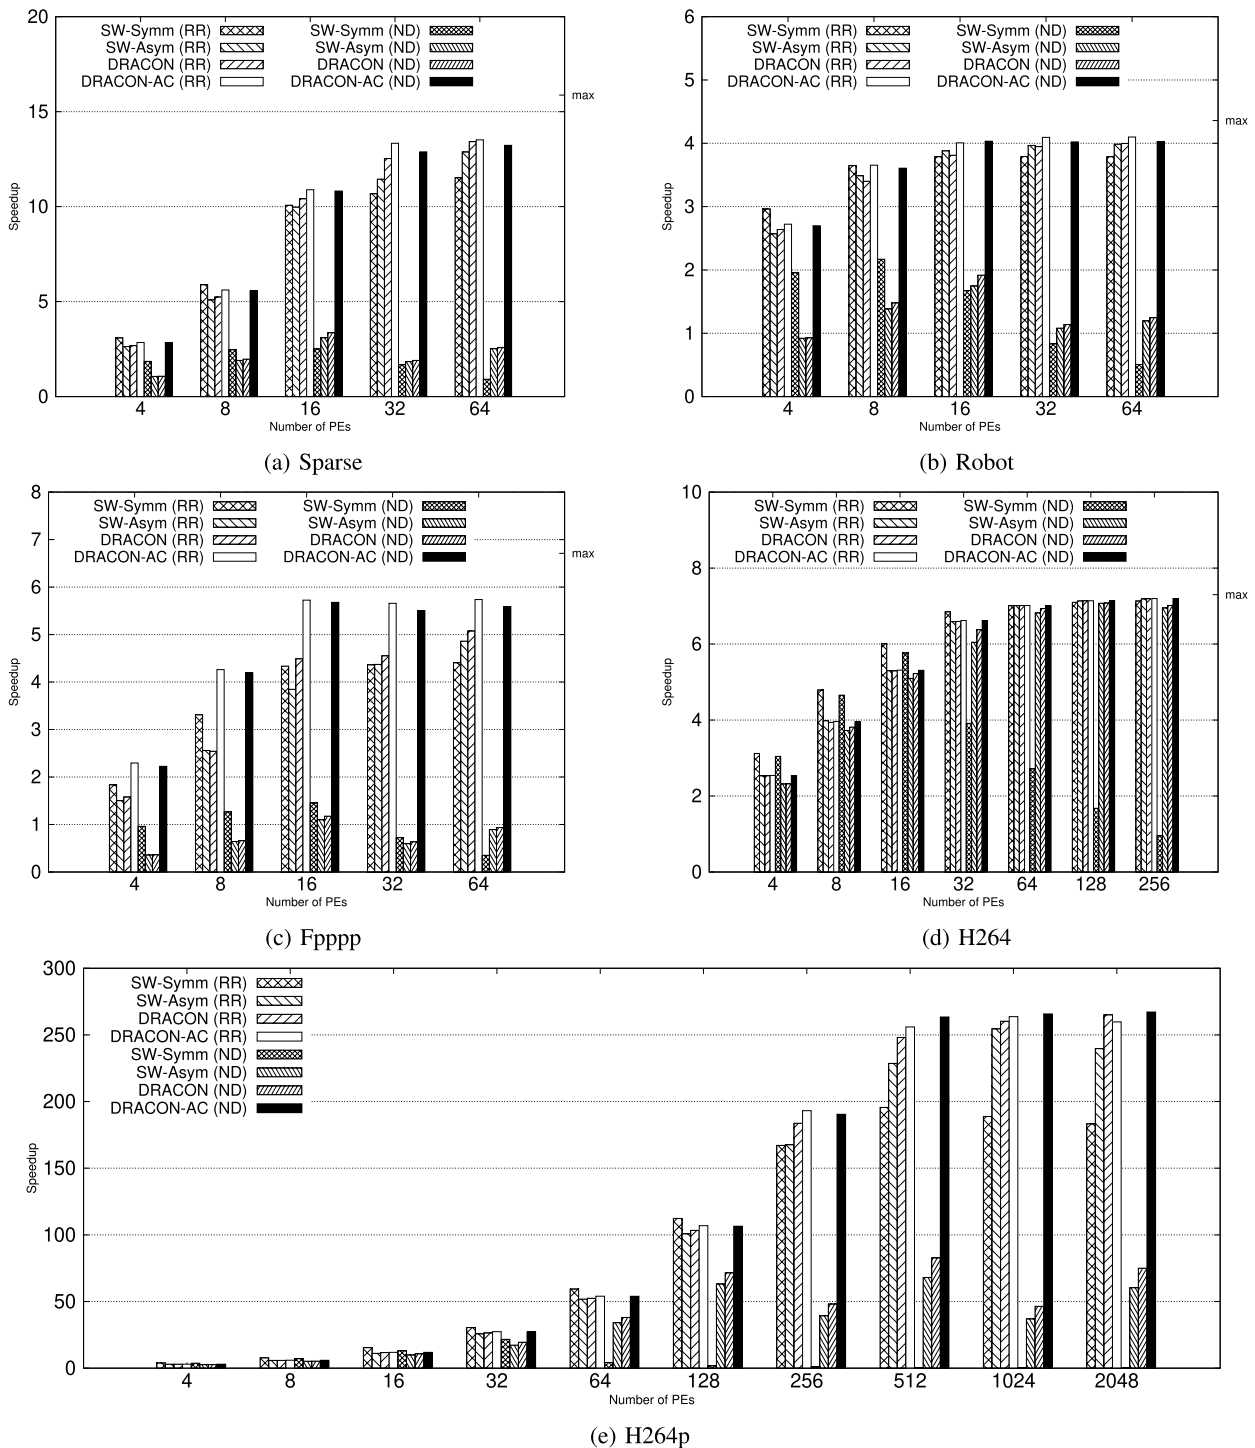 20
15
10
5
0
Speedup
SW-Symm (RR)
SW-Asym (RR)
DRACON (RR)
DRACON-AC (RR)
SW-Symm (ND)
SW-Asym (ND)
DRACON (ND)
DRACON-AC (ND)
max
4 8 16 32 64
Number of PEs
(a) Sparse
6
5
4
3
2
1
0
Speedup
SW-Symm (RR)
SW-Asym (RR)
DRACON (RR)
DRACON-AC (RR)
SW-Symm (ND)
SW-Asym (ND)
DRACON (ND)
DRACON-AC (ND)
max
4 8 16 32 64
Number of PEs
(b) Robot
8
7
6
5
4
3
2
1
0
Speedup
SW-Symm (RR)
SW-Asym (RR)
DRACON (RR)
DRACON-AC (RR)
SW-Symm (ND)
SW-Asym (ND)
DRACON (ND)
DRACON-AC (ND)
max
4 8 16 32 64
Number of PEs
(c) Fpppp
10
8
6
4
2
0
Speedup
SW-Symm (RR)
SW-Asym (RR)
DRACON (RR)
DRACON-AC (RR)
SW-Symm (ND)
SW-Asym (ND)
DRACON (ND)
DRACON-AC (ND)
max
4 8 16 32 64 128 256
Number of PEs
(d) H264
300
250
200
150
100
50
0
Speedup
SW-Symm (RR)
SW-Asym (RR)
DRACON (RR)
DRACON-AC (RR)
SW-Symm (ND)
SW-Asym (ND)
DRACON (ND)
DRACON-AC (ND)
4 8 16 32 64 128 256 512 1024 2048
Number of PEs
(e) H264p